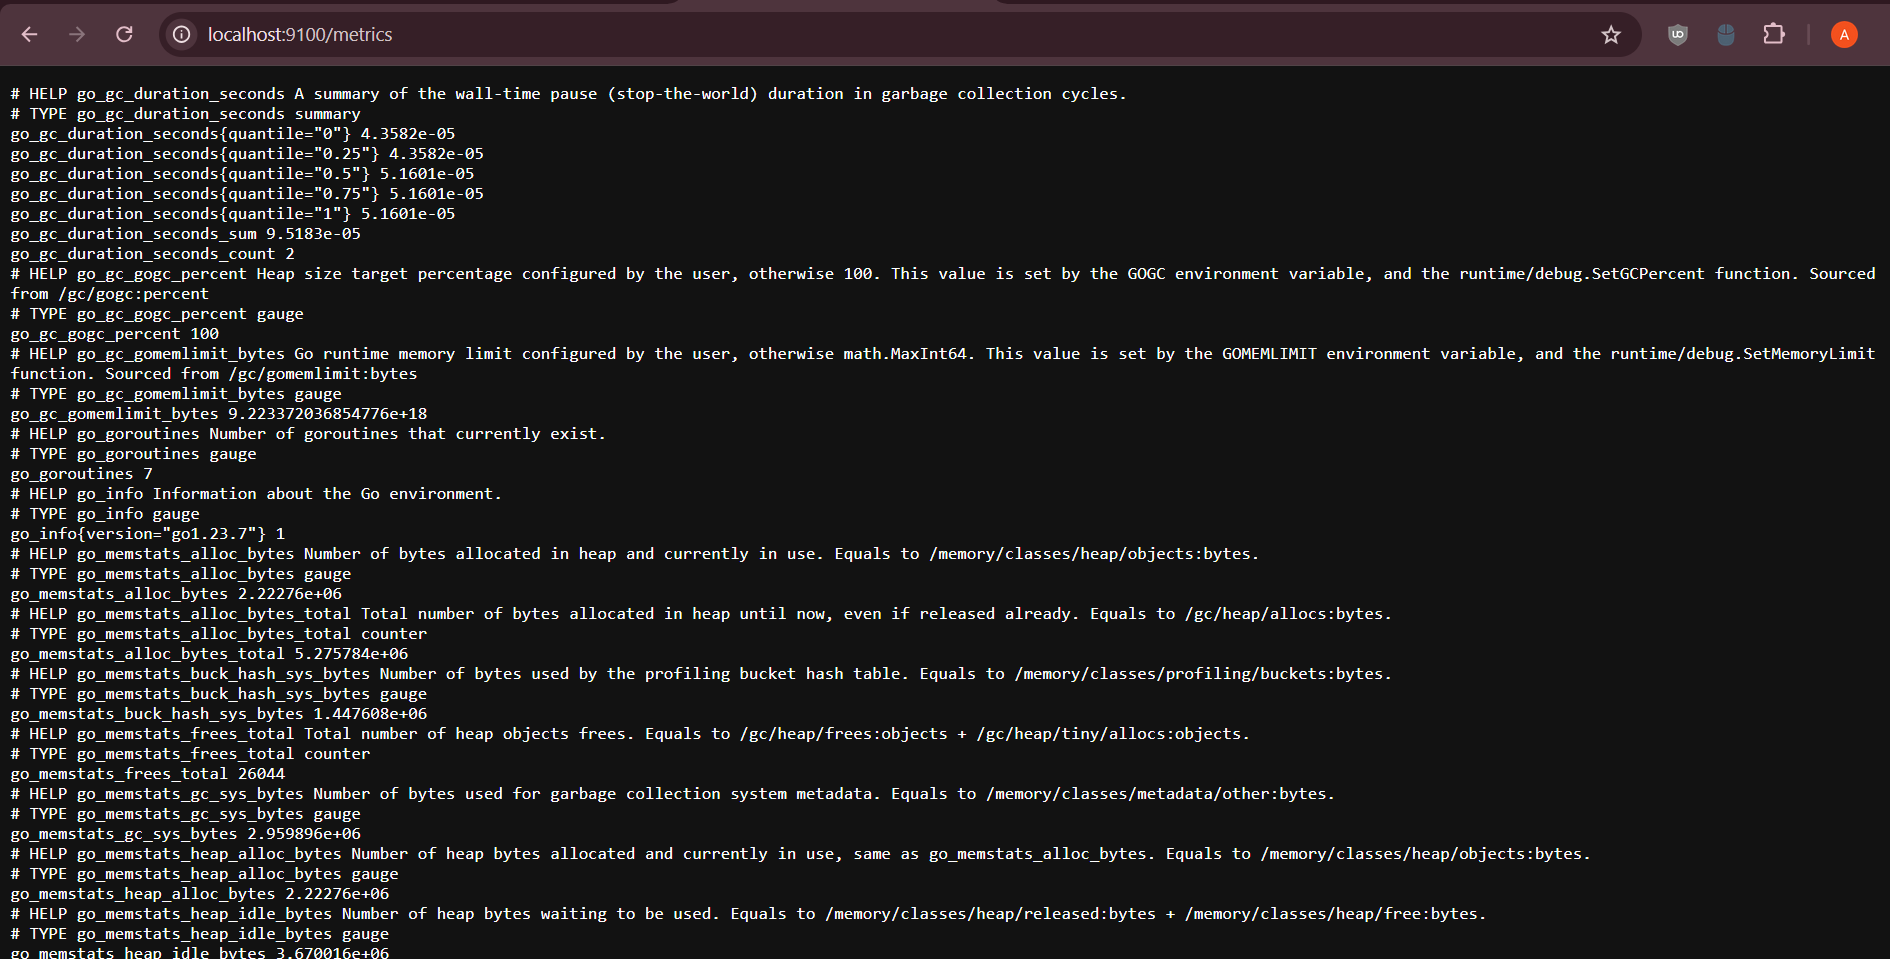 localhost:9100/metrics
A
# HELP go_gc_duration_seconds A summary of the wall-time pause (stop-the-world) duration in garbage collection cycles.
# TYPE go_gc_duration_seconds summary
go_gc_duration_seconds{quantile="0"} 4.3582e-05
go_gc_duration_seconds{quantile="0.25"} 4.3582e-05
go_gc_duration_seconds{quantile="0.5"} 5.1601e-05
go_gc_duration_seconds{quantile="0.75"} 5.1601e-05
go_gc_duration_seconds{quantile="1"} 5.1601e-05
go_gc_duration_seconds_sum 9.5183e-05
go_gc_duration_seconds_count 2
# HELP go_gc_gogc_percent Heap size target percentage configured by the user, otherwise 100. This value is set by the GOGC environment variable, and the runtime/debug.SetGCPercent function. Sourced
from /gc/gogc:percent
# TYPE go_gc_gogc_percent gauge
go_gc_gogc_percent 100
# HELP go_gc_gomemlimit_bytes Go runtime memory limit configured by the user, otherwise math.MaxInt64. This value is set by the GOMEMLIMIT environment variable, and the runtime/debug.SetMemoryLimit
function. Sourced from /gc/gomemlimit:bytes
# TYPE go_gc_gomemlimit_bytes gauge
go_gc_gomemlimit_bytes 9.223372036854776e+18
# HELP go_goroutines Number of goroutines that currently exist.
# TYPE go_goroutines gauge
go_goroutines 7
# HELP go_info Information about the Go environment.
# TYPE go_info gauge
go_info{version="go1.23.7"} 1
# HELP go_memstats_alloc_bytes Number of bytes allocated in heap and currently in use. Equals to /memory/classes/heap/objects:bytes.
# TYPE go_memstats_alloc_bytes gauge
go_memstats_alloc_bytes 2.22276e+06
# HELP go_memstats_alloc_bytes_total Total number of bytes allocated in heap until now, even if released already. Equals to /gc/heap/allocs:bytes.
# TYPE go_memstats_alloc_bytes_total counter
go_memstats_alloc_bytes_total 5.275784e+06
# HELP go_memstats_buck_hash_sys_bytes Number of bytes used by the profiling bucket hash table. Equals to /memory/classes/profiling/buckets:bytes.
# TYPE go_memstats_buck_hash_sys_bytes gauge
go_memstats_buck_hash_sys_bytes 1.447608e+06
# HELP go_memstats_frees_total Total number of heap objects frees. Equals to /gc/heap/frees:objects + /gc/heap/tiny/allocs:objects.
# TYPE go_memstats_frees_total counter
go_memstats_frees_total 26044
# HELP go_memstats_gc_sys_bytes Number of bytes used for garbage collection system metadata. Equals to /memory/classes/metadata/other:bytes.
# TYPE go_memstats_gc_sys_bytes gauge
go_memstats_gc_sys_bytes 2.959896e+06
# HELP go_memstats_heap_alloc_bytes Number of heap bytes allocated and currently in use, same as go_memstats_alloc_bytes. Equals to /memory/classes/heap/objects:bytes.
# TYPE go_memstats_heap_alloc_bytes gauge
go_memstats_heap_alloc_bytes 2.22276e+06
# HELP go_memstats_heap_idle_bytes Number of heap bytes waiting to be used. Equals to /memory/classes/heap/released:bytes + /memory/classes/heap/free:bytes.
# TYPE go_memstats_heap_idle_bytes gauge
go_memstats_heap_idle_bytes 3.670016e+06